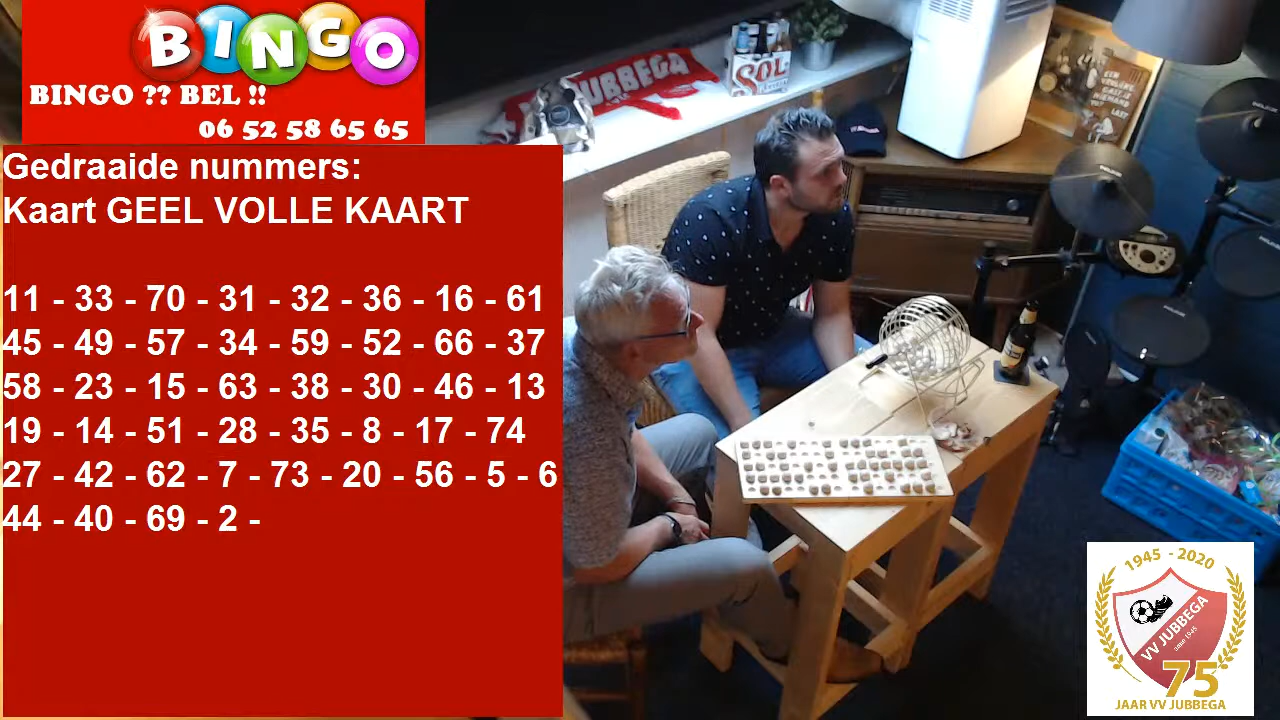 BINGO
BINGO ?? BEL !!
06 52 58 65 65
Gedraaide nummers:
Kaart GEEL VOLLE KAART
11 - 33 - 70 - 31 - 32 - 36 - 16 - 61
45 - 49 - 57 - 34 - 59 - 52 - 66 - 37
58 - 23 - 15 - 63 - 38 - 30 - 46 - 13
19 - 14 - 51 - 28 - 35 - 8 - 17 - 74
27 - 42 - 62 - 7 - 73 - 20 - 56 - 5 - 6
44 - 40 - 69 - 2 -
JUBBEGA
SOL
1945 - 2020
VV JUBBEGA
75
JAAR VV JUBBEGA